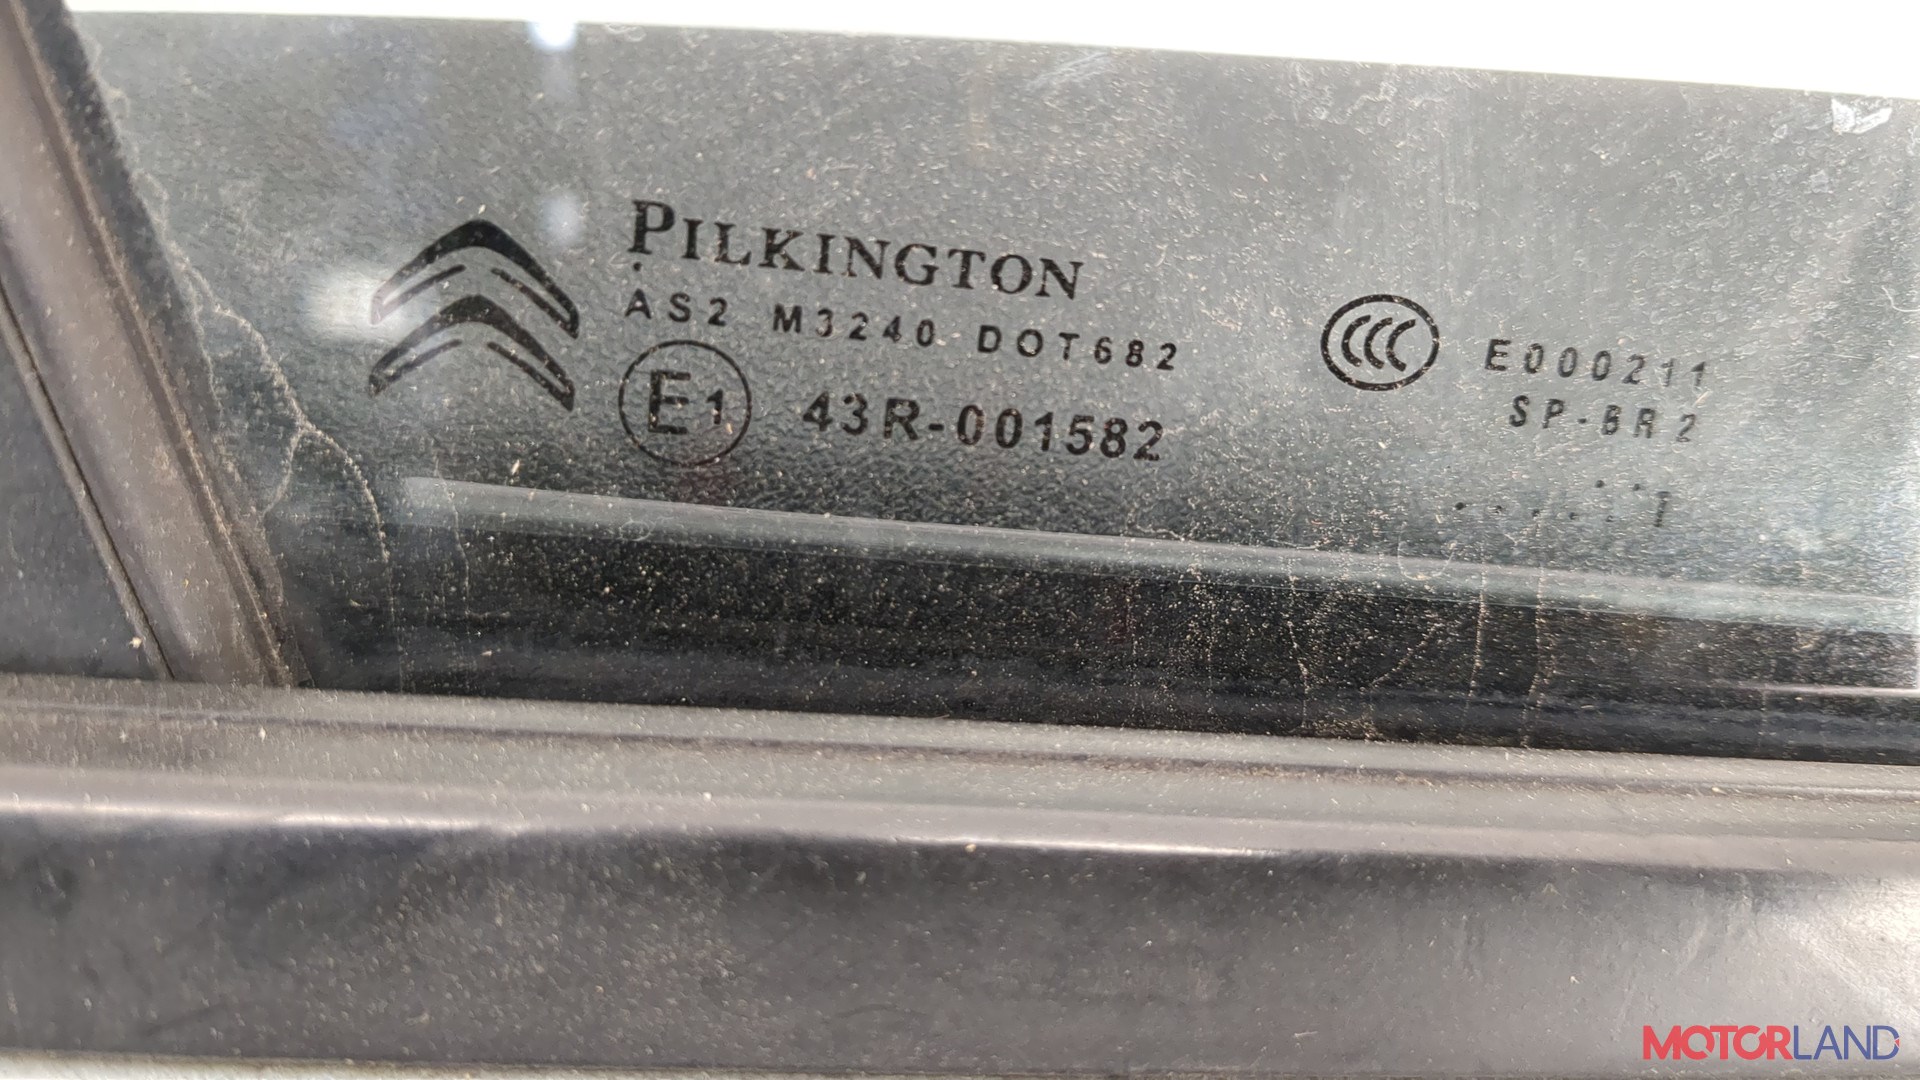 PILKINGTON
AS2 M3240 DOT682
E1 43R-001582
CCC E000211
SP-BR2
MOTORLAND